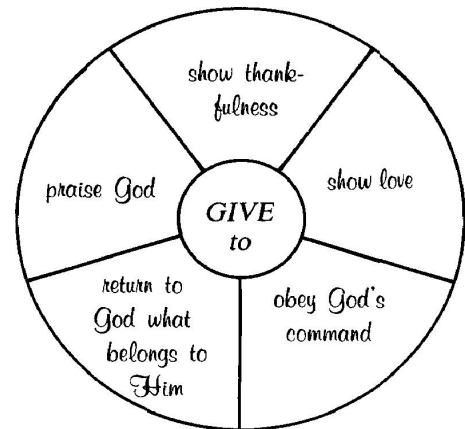 show thank-
fulness
praise God
show love
GIVE
to
return to
God what
belongs to
Him
obey God's
command